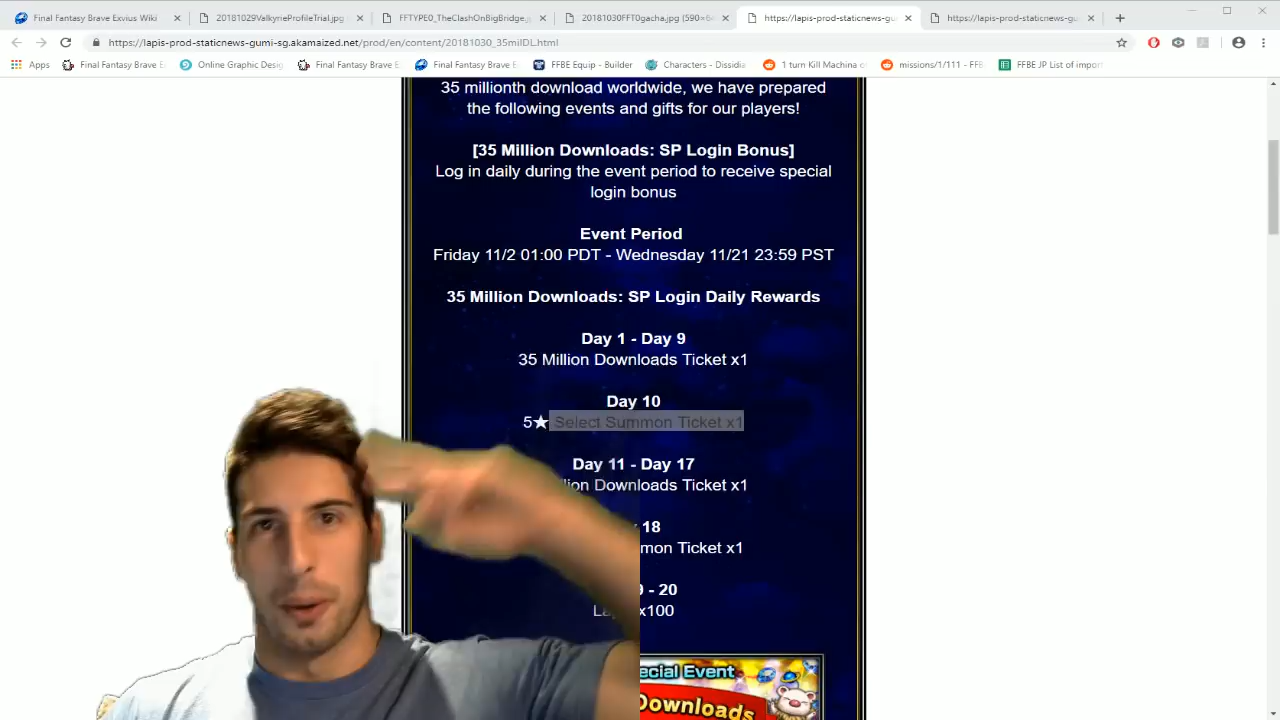 Final Fantasy Brave Exvius Wiki
20181029ValkyrieProfileTrial.jpg
FFTYPE0_TheClashOnBigBridge.j
20181030FFT0gacha.jpg (590×6
https://lapis-prod-staticnews-gu
https://lapis-prod-staticnews-gu
https://lapis-prod-staticnews-gumi-sg.akamaized.net/prod/en/content/20181030_35milDL.html
Apps
Final Fantasy Brave E
Online Graphic Desig
Final Fantasy Brave E
Final Fantasy Brave E
FFBE Equip - Builder
Characters - Dissidia
1 turn Kill Machina o
missions/1/111 - FFB
FFBE JP List of impor
35 millionth download worldwide, we have prepared
the following events and gifts for our players!
[35 Million Downloads: SP Login Bonus]
Log in daily during the event period to receive special
login bonus
Event Period
Friday 11/2 01:00 PDT - Wednesday 11/21 23:59 PST
35 Million Downloads: SP Login Daily Rewards
Day 1 - Day 9
35 Million Downloads Ticket x1
Day 10
5★ Select Summon Ticket x1
Day 11 - Day 17
lion Downloads Ticket x1
18
mon Ticket x1
- 20
La x100
ecial Event
Downloads